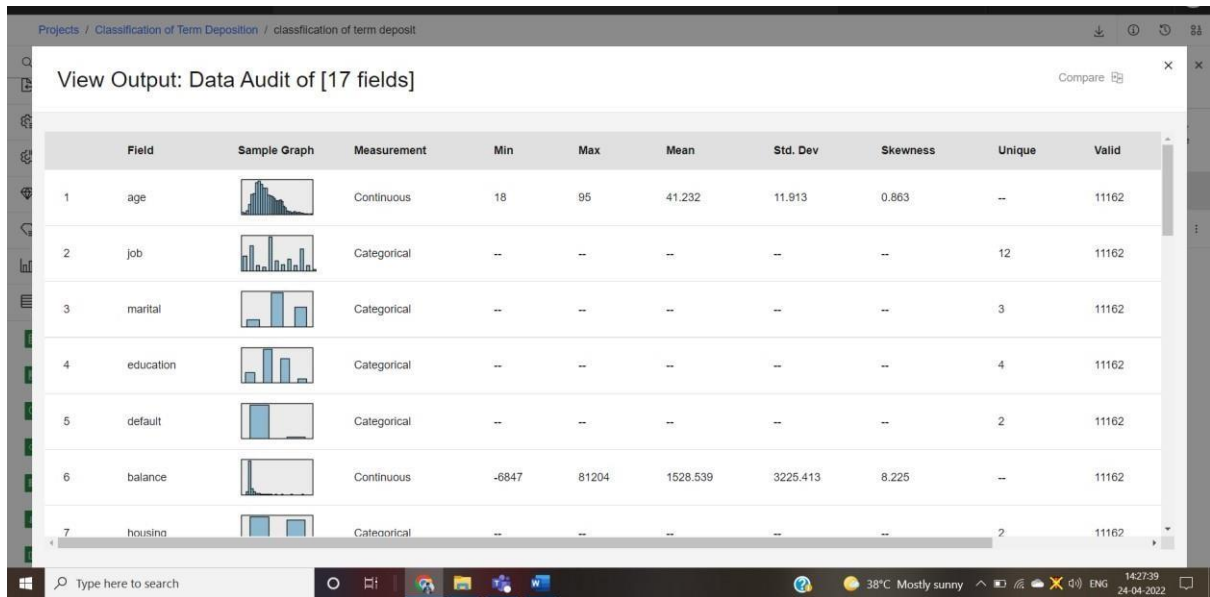 Projects / Classification of Term Deposition / classfiication of term deposit
View Output: Data Audit of [17 fields]
Compare
Field Sample Graph Measurement Min Max Mean Std. Dev Skewness Unique Valid
1 age Continuous 18 95 41.232 11.913 0.863 -- 11162
2 job Categorical -- -- -- -- -- 12 11162
3 marital Categorical -- -- -- -- -- 3 11162
4 education Categorical -- -- -- -- -- 4 11162
5 default Categorical -- -- -- -- -- 2 11162
6 balance Continuous -6847 81204 1528.539 3225.413 8.225 -- 11162
7 housing Categorical -- -- -- -- -- 2 11162
Type here to search
38°C Mostly sunny
ENG
14:27:39
24-04-2022